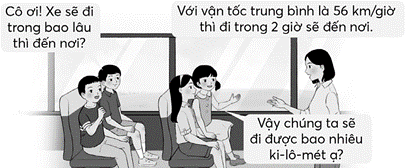 Cô ơi! Xe sẽ đi
trong bao lâu
thì đến nơi?
Với vận tốc trung bình là 56 km/giờ
thì đi trong 2 giờ sẽ đến nơi.
Vậy chúng ta sẽ
đi được bao nhiêu
ki-lô-mét ạ?